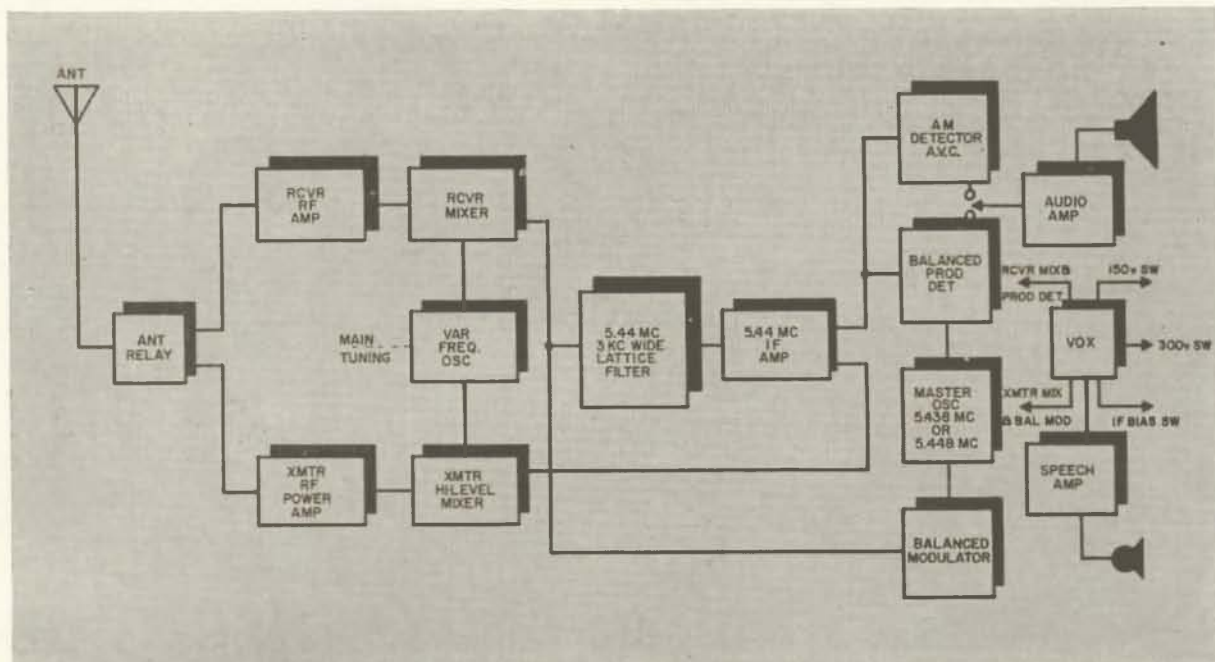 ANT
ANT
RELAY
RCVR
RF
AMP
RCVR
MIXER
MAIN
TUNING
VAR
FREQ.
OSC
XMTR
RF
POWER
AMP
XMTR
HI-LEVEL
MIXER
5.44 MC
3 KC WIDE
LATTICE
FILTER
5.44 MC
IF
AMP
AM
DETECTOR
A.V.C.
AUDIO
AMP
BALANCED
PROD
DET
RCVR MIX &
PROD DET
150v SW
VOX
300v SW
XMTR MIX
& BAL MOD
IF BIAS SW
MASTER
OSC
5.438 MC
OR
5.448 MC
SPEECH
AMP
BALANCED
MODULATOR